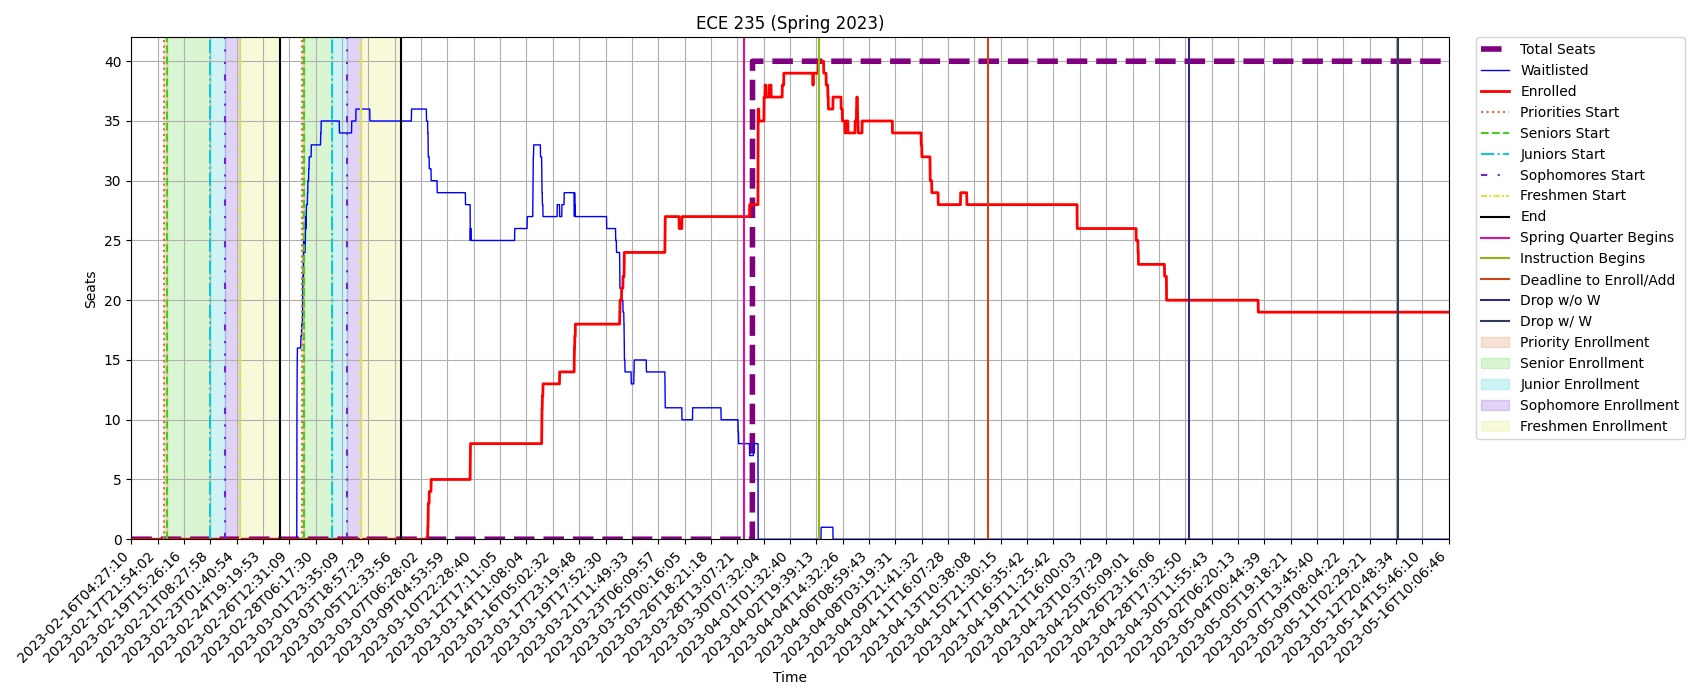 ECE 235 (Spring 2023)
Seats
40
35
30
25
20
15
10
5
0
2023-02-16T04:27:10
2023-02-17T21:54:02
2023-02-19T15:26:16
2023-02-21T08:27:58
2023-02-23T01:40:54
2023-02-24T19:19:53
2023-02-26T12:31:09
2023-02-28T06:17:30
2023-03-01T23:35:09
2023-03-03T18:57:29
2023-03-05T12:33:56
2023-03-07T06:28:02
2023-03-09T04:53:59
2023-03-10T22:28:40
2023-03-12T17:11:05
2023-03-14T11:08:04
2023-03-16T05:02:32
2023-03-17T23:19:48
2023-03-19T17:52:30
2023-03-21T11:49:33
2023-03-23T06:09:57
2023-03-25T00:16:05
2023-03-26T18:21:18
2023-03-28T13:07:21
2023-03-30T07:32:04
2023-04-01T01:32:40
2023-04-02T19:39:13
2023-04-04T14:32:26
2023-04-06T08:59:43
2023-04-08T03:19:31
2023-04-09T21:41:32
2023-04-11T16:07:28
2023-04-13T10:38:08
2023-04-15T21:30:15
2023-04-17T16:35:42
2023-04-19T11:25:42
2023-04-21T16:00:03
2023-04-23T10:37:29
2023-04-25T05:09:01
2023-04-26T23:16:06
2023-04-28T17:32:50
2023-04-30T11:55:43
2023-05-02T06:20:13
2023-05-04T00:44:39
2023-05-05T19:18:21
2023-05-07T13:45:40
2023-05-09T08:04:22
2023-05-11T02:29:21
2023-05-12T20:48:34
2023-05-14T15:46:10
2023-05-16T10:06:46
Time
Total Seats
Waitlisted
Enrolled
Priorities Start
Seniors Start
Juniors Start
Sophomores Start
Freshmen Start
End
Spring Quarter Begins
Instruction Begins
Deadline to Enroll/Add
Drop w/o W
Drop w/ W
Priority Enrollment
Senior Enrollment
Junior Enrollment
Sophomore Enrollment
Freshmen Enrollment